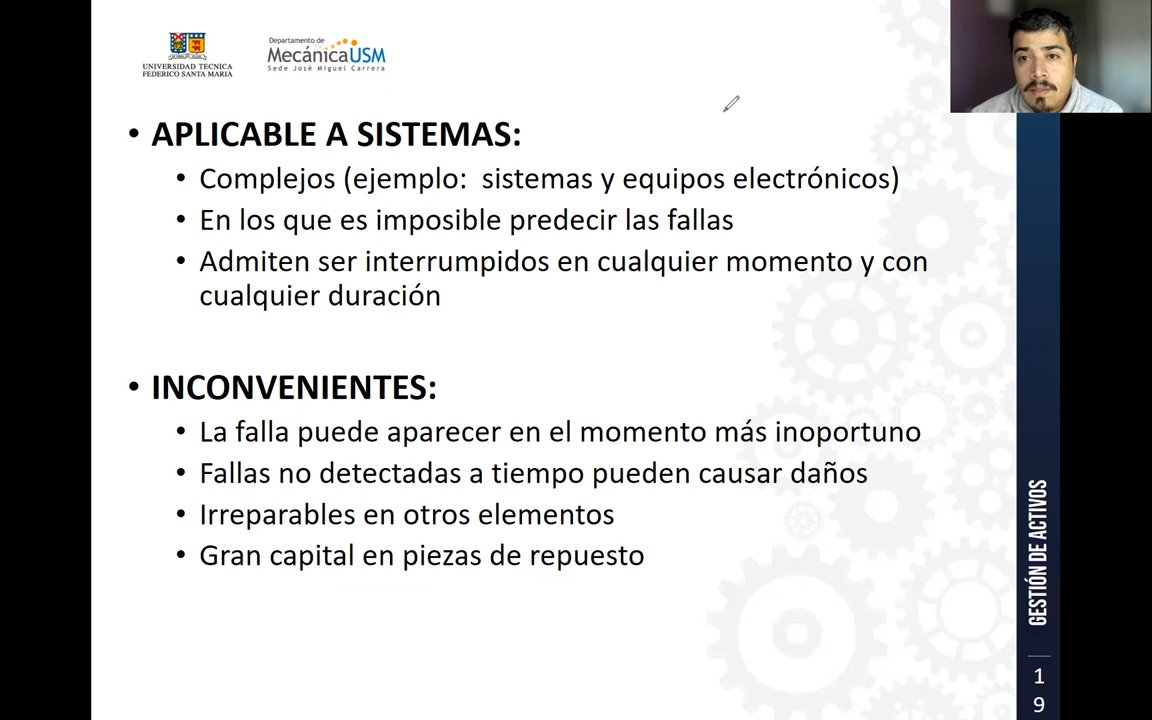 UNIVERSIDAD TECNICA
FEDERICO SANTA MARIA
Departamento de
MecánicaUSM
Sede José Miguel Carrera
• APLICABLE A SISTEMAS:
• Complejos (ejemplo: sistemas y equipos electrónicos)
• En los que es imposible predecir las fallas
• Admiten ser interrumpidos en cualquier momento y con
cualquier duración
• INCONVENIENTES:
• La falla puede aparecer en el momento más inoportuno
• Fallas no detectadas a tiempo pueden causar daños
• Irreparables en otros elementos
• Gran capital en piezas de repuesto
GESTIÓN DE ACTIVOS
1
9